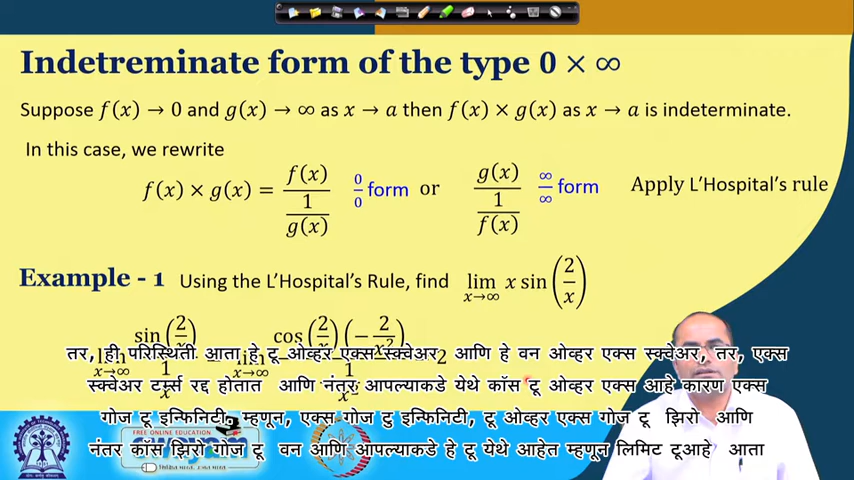 Indetreminate form of the type 0 × ∞
Suppose f(x) → 0 and g(x) → ∞ as x → a then f(x) × g(x) as x → a is indeterminate.
In this case, we rewrite
f(x) × g(x) = f(x) / (1 / g(x)) 0/0 form or g(x) / (1 / f(x)) ∞/∞ form Apply L'Hospital's rule
Example - 1 Using the L'Hospital's Rule, find lim x→∞ x sin(2/x)
तर, ही परिस्थिती आता हे टू ओव्हर एक्स स्क्वेअर आणि हे वन ओव्हर एक्स स्क्वेअर, तर, एक्स
स्क्वेअर टर्म्स रद्द होतात आणि नंतर आपल्याकडे येथे कॉस टू ओव्हर एक्स आहे कारण एक्स
गोज टू इन्फिनिटी, म्हणून, एक्स गोज टु इन्फिनिटी, टू ओव्हर एक्स गोज टू झिरो आणि
नंतर कॉस झिरो गोज टू वन आणि आपल्याकडे हे टू येथे आहेत म्हणून लिमिट टूआहे आता
FREE ONLINE EDUCATION
swayam